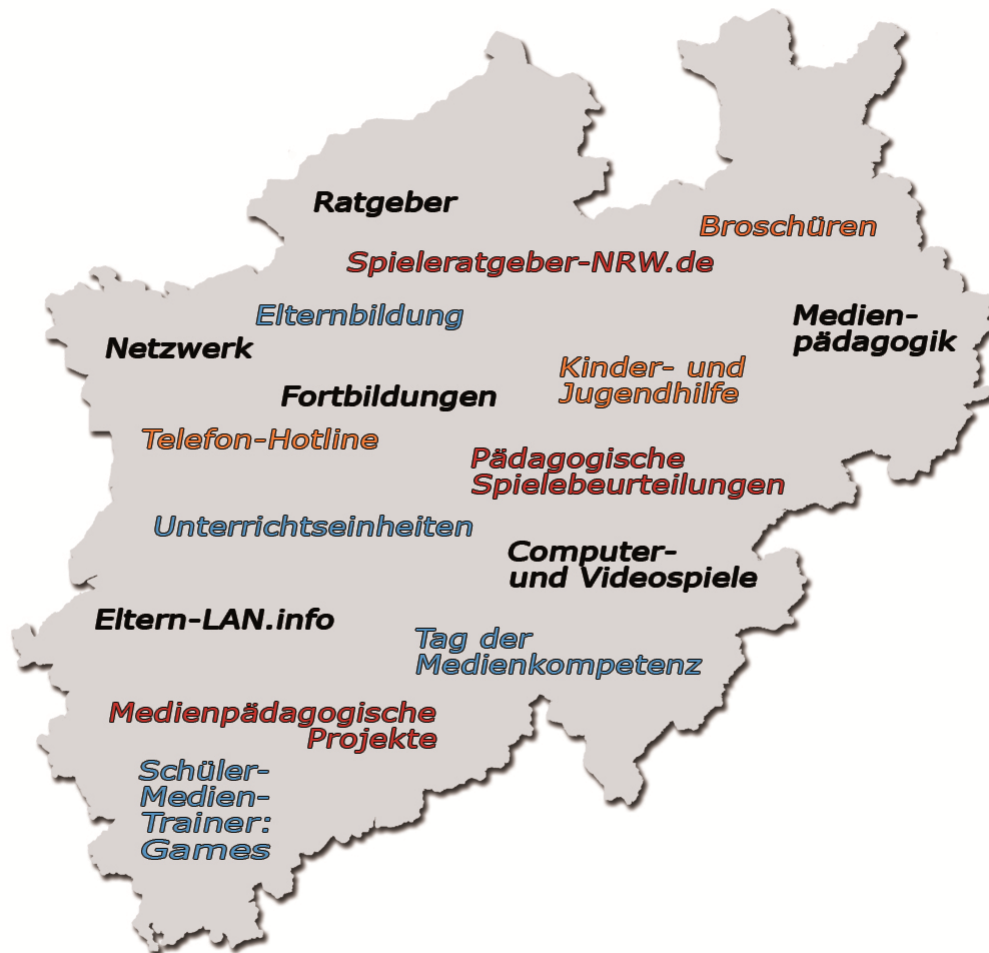 Ratgeber
Broschüren
Spieleratgeber-NRW.de
Elternbildung
Medien-
pädagogik
Netzwerk
Kinder- und
Jugendhilfe
Fortbildungen
Telefon-Hotline
Pädagogische
Spielebeurteilungen
Unterrichtseinheiten
Computer-
und Videospiele
Eltern-LAN.info
Tag der
Medienkompetenz
Medienpädagogische
Projekte
Schüler-
Medien-
Trainer:
Games